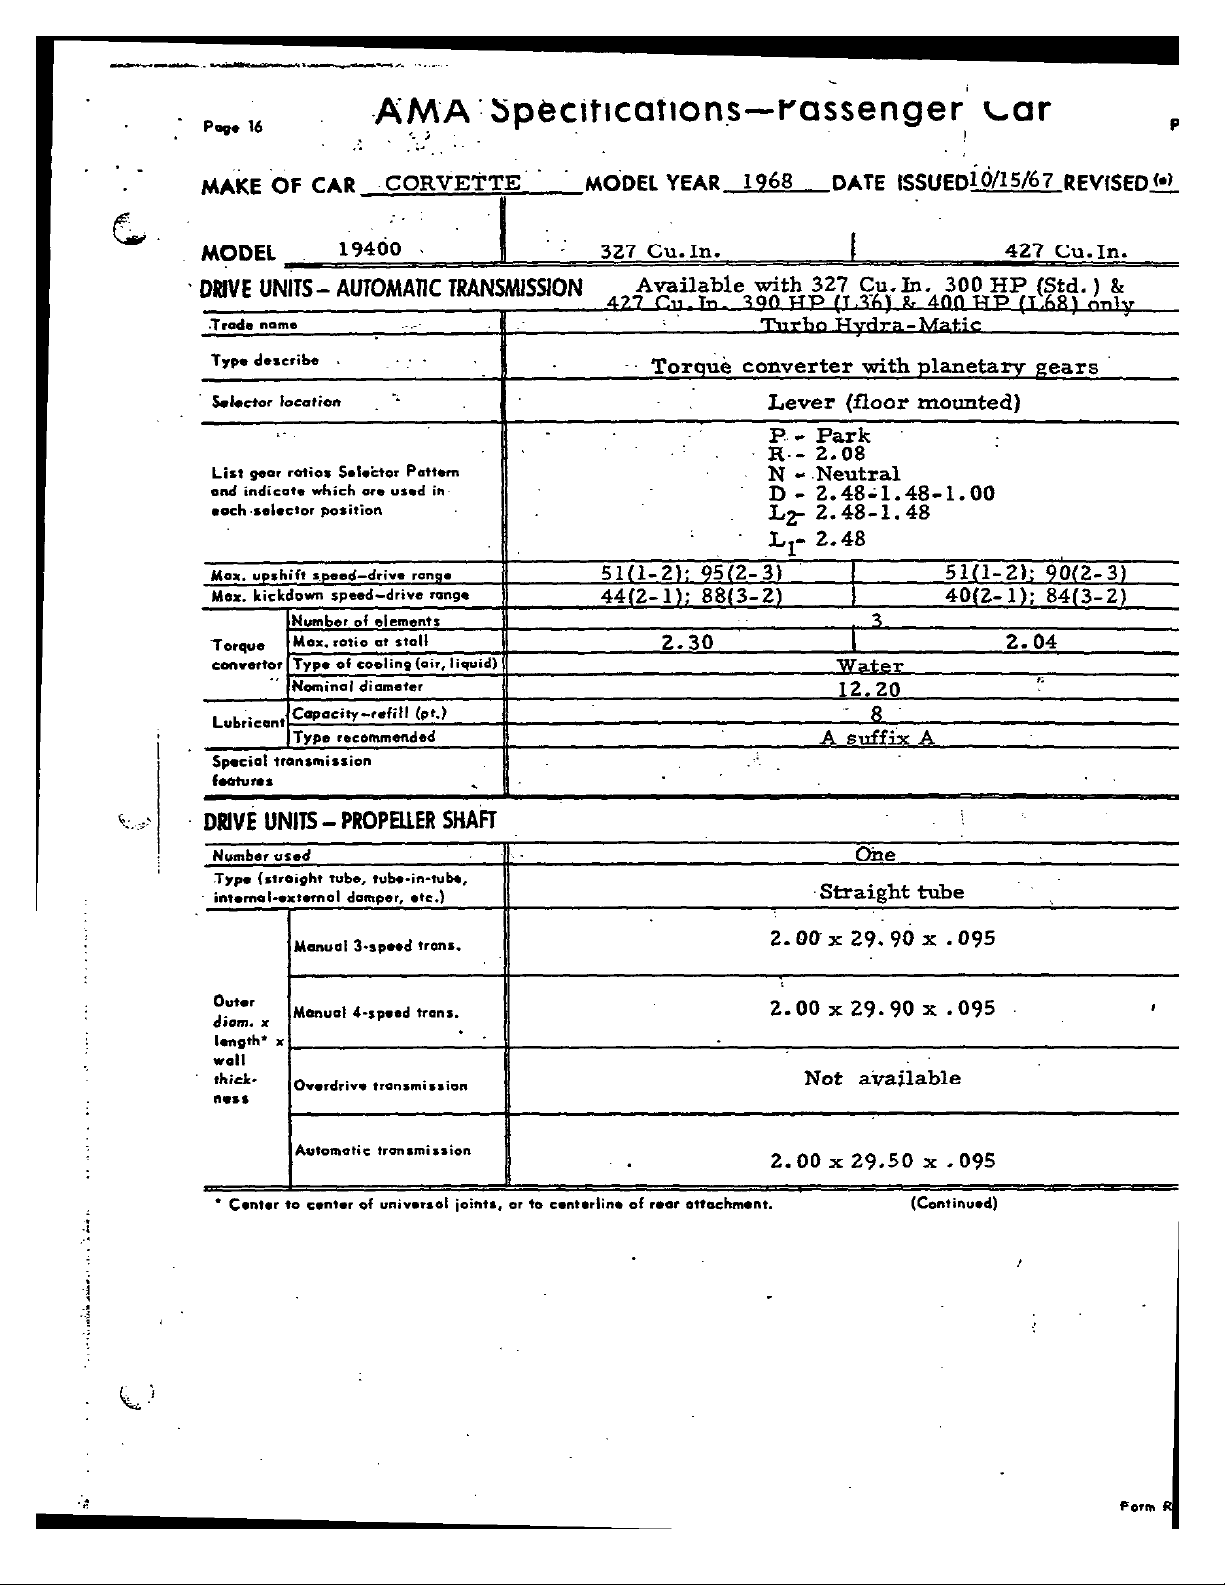 AMA Specifications—Passenger Car
Page 16
MAKE OF CAR CORVETTE MODEL YEAR 1968 DATE ISSUED 10/15/67 REVISED (•)
MODEL 19400 327 Cu. In. 427 Cu. In.
DRIVE UNITS – AUTOMATIC TRANSMISSION Available with 327 Cu. In. 300 HP (Std.) &
427 Cu. In. 390 HP (L36) & 400 HP (L68) only
Trade name Turbo Hydra-Matic
Type describe Torque converter with planetary gears
Selector location Lever (floor mounted)
List gear ratios Selector Pattern
and indicate which are used in
each selector position
P - Park
R - 2.08
N - Neutral
D - 2.48-1.48-1.00
L2- 2.48-1.48
L1- 2.48
Max. upshift speed–drive range 51(1-2); 95(2-3) 51(1-2); 90(2-3)
Max. kickdown speed–drive range 44(2-1); 88(3-2) 40(2-1); 84(3-2)
Torque
convertor
Number of elements 3
Max. ratio at stall 2.30 2.04
Type of cooling (air, liquid) Water
Nominal diameter 12.20
Lubricant
Capacity–refill (pt.) 8
Type recommended A suffix A
Special transmission
features
DRIVE UNITS – PROPELLER SHAFT
Number used One
Type (straight tube, tube-in-tube,
internal-external damper, etc.) Straight tube
Outer
diam. x
length* x
wall
thick-
ness
Manual 3-speed trans. 2.00 x 29.90 x .095
Manual 4-speed trans. 2.00 x 29.90 x .095
Overdrive transmission Not available
Automatic transmission 2.00 x 29.50 x .095
* Center to center of universal joints, or to centerline of rear attachment. (Continued)
Form R